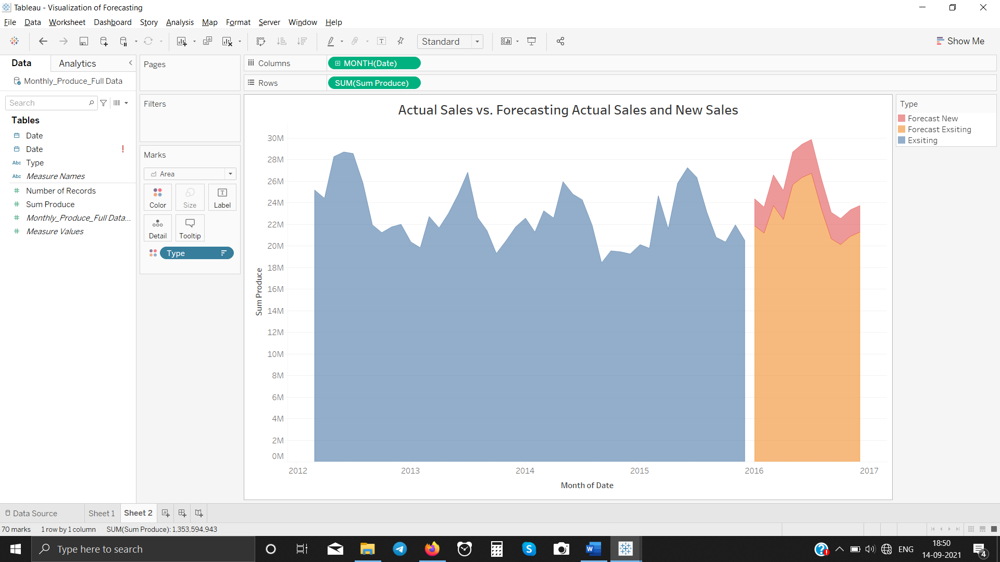 Tableau - Visualization of Forecasting
File Data Worksheet Dashboard Story Analysis Map Format Server Window Help
Standard
Show Me
Data Analytics
Monthly_Produce_Full Data
Search
Tables
Date
Date !
Abc Type
Abc Measure Names
Number of Records
Sum Produce
Monthly_Produce_Full Data...
Measure Values
Pages
Filters
Marks
Area
Color Size Label
Detail Tooltip
Type
Columns MONTH(Date)
Rows SUM(Sum Produce)
Actual Sales vs. Forecasting Actual Sales and New Sales
Sum Produce
30M
28M
26M
24M
22M
20M
18M
16M
14M
12M
10M
8M
6M
4M
2M
0M
2012 2013 2014 2015 2016 2017
Month of Date
Type
Forecast New
Forecast Exsiting
Exsiting
Data Source Sheet 1 Sheet 2
70 marks 1 row by 1 column SUM(Sum Produce): 1,353,594,943
Type here to search
ENG
18:50
14-09-2021
4